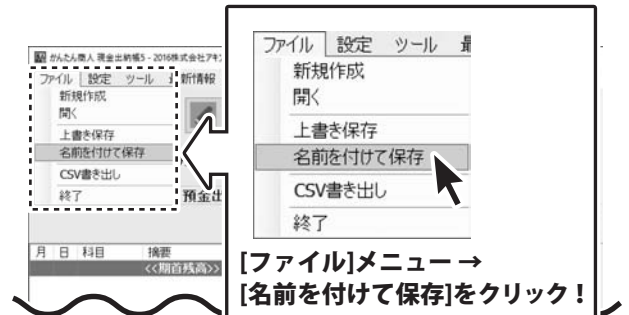 かんたん商人 現金出納帳5 - 2016株式会社アキ
ファイル 設定 ツール 新情報
新規作成
開く
上書き保存
名前を付けて保存
CSV書き出し
終了
預金出
月 日 科目 摘要
<<期首残高>>
ファイル 設定 ツール 最
新規作成
開く
上書き保存
名前を付けて保存
CSV書き出し
終了
[ファイル]メニュー →
[名前を付けて保存]をクリック！